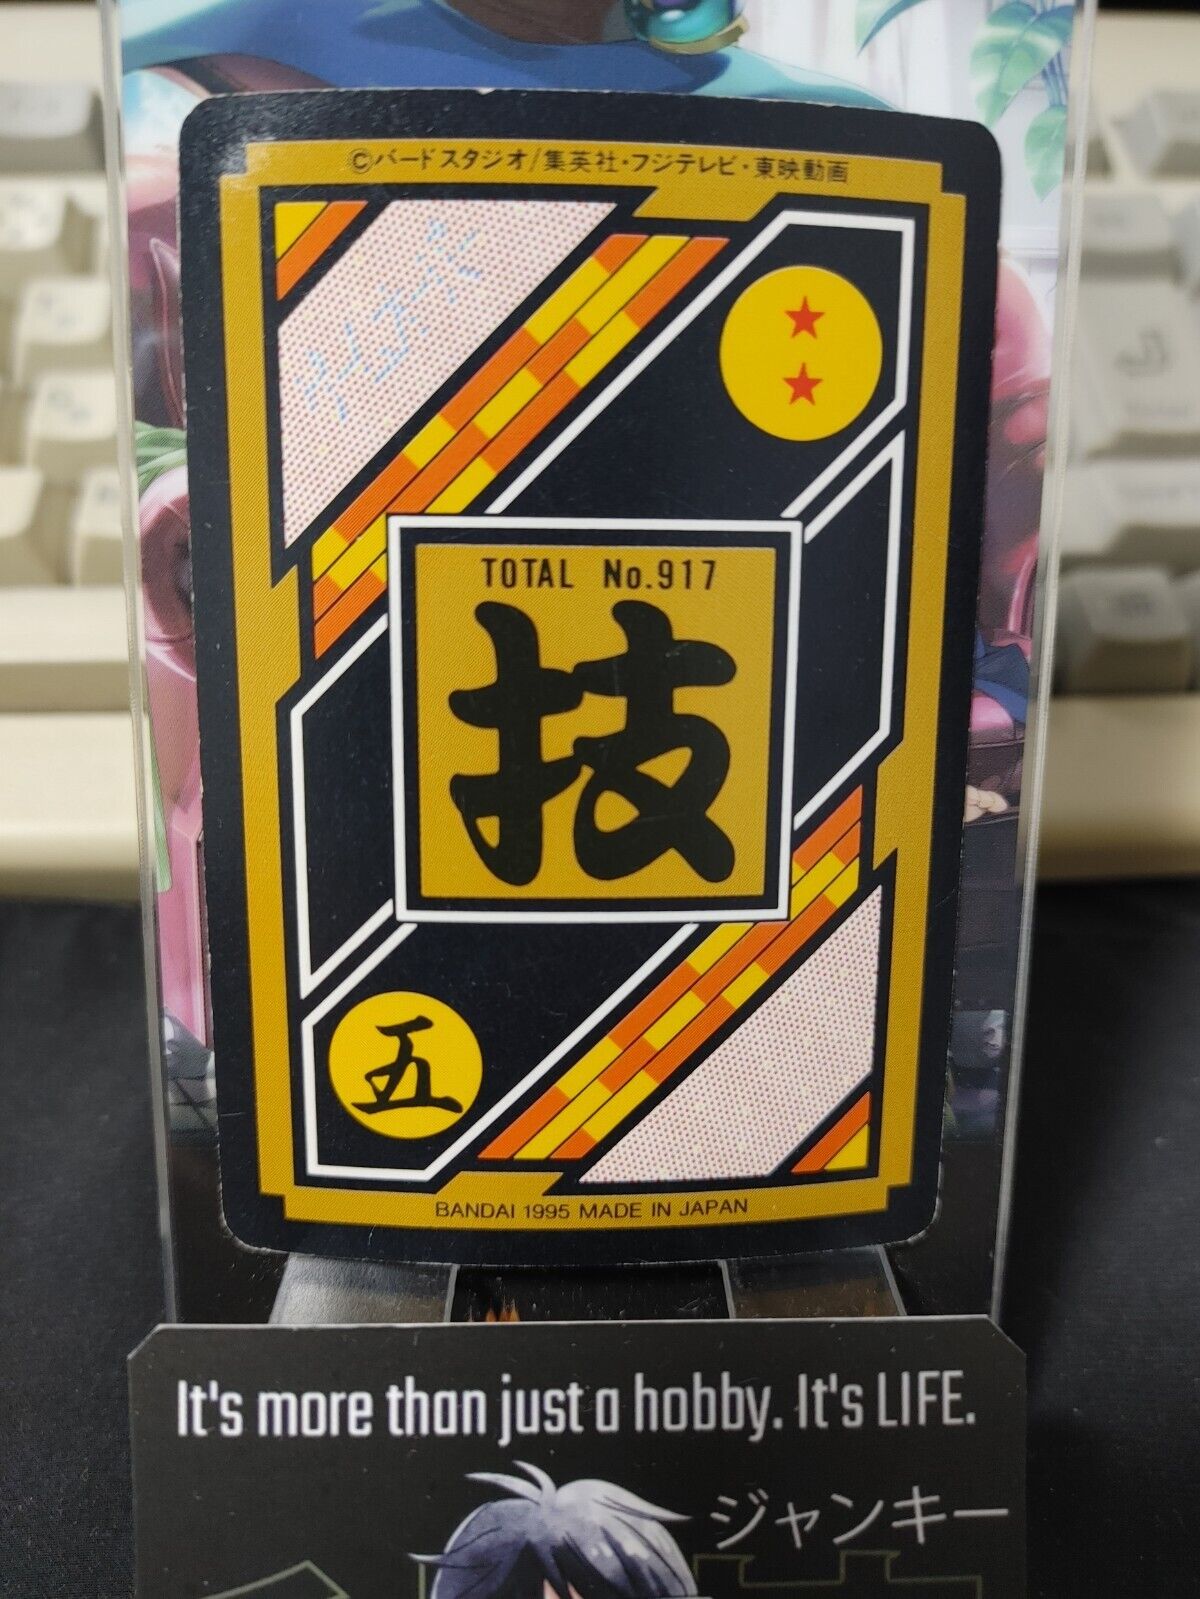 ©バードスタジオ/集英社・フジテレビ・東映動画
TOTAL No.917
技
五
BANDAI 1995 MADE IN JAPAN
It's more than just a hobby. It's LIFE.
ジャンキー